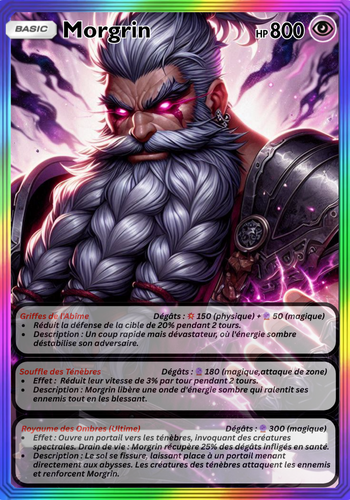 BASIC Morgrin HP 800
Griffes de l'Abîme Dégâts : 150 (physique) + 50 (magique)
• Réduit la défense de la cible de 20% pendant 2 tours.
• Description : Un coup rapide mais dévastateur, où l'énergie sombre
déstabilise son adversaire.
Souffle des Ténèbres Dégâts : 180 (magique,attaque de zone)
• Effet : Réduit leur vitesse de 3% par tour pendant 2 tours.
• Description : Morgrin libère une onde d'énergie sombre qui ralentit ses
ennemis tout en les blessant.
Royaume des Ombres (Ultime) Dégâts : 300 (magique)
• Effet : Ouvre un portail vers les ténèbres, invoquant des créatures
spectrales. Drain de vie : Morgrin récupère 25% des dégâts infligés en santé.
• Description : Le sol se fissure, laissant place à un portail menant
directement aux abysses. Les créatures des ténèbres attaquent les ennemis
et renforcent Morgrin.